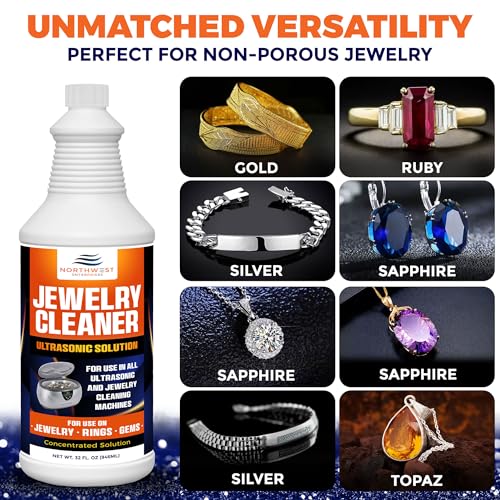 UNMATCHED VERSATILITY
PERFECT FOR NON-POROUS JEWELRY
NORTHWEST
ENTERPRISES
JEWELRY
CLEANER
ULTRASONIC SOLUTION
FOR USE IN ALL
ULTRASONIC
AND JEWELRY
CLEANING
MACHINES
FOR USE ON
JEWELRY • RINGS • GEMS
Concentrated Solution
NET WT. 32 FL. OZ (946ML)
GOLD
RUBY
SILVER
SAPPHIRE
SAPPHIRE
SAPPHIRE
SILVER
TOPAZ